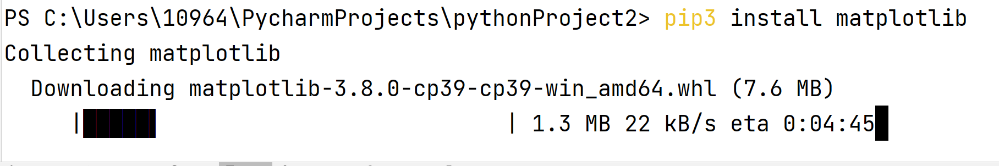 PS C:\Users\10964\PycharmProjects\pythonProject2> pip3 install matplotlib
Collecting matplotlib
  Downloading matplotlib-3.8.0-cp39-cp39-win_amd64.whl (7.6 MB)
     |██████                          | 1.3 MB 22 kB/s eta 0:04:45